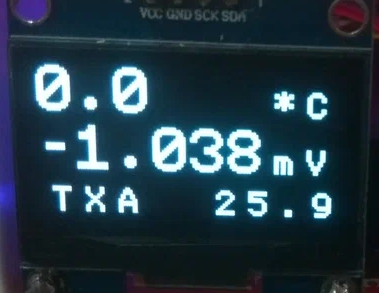 VCC GND SCK SDA
0.0 *C
-1.038 mV
TXA 25.9